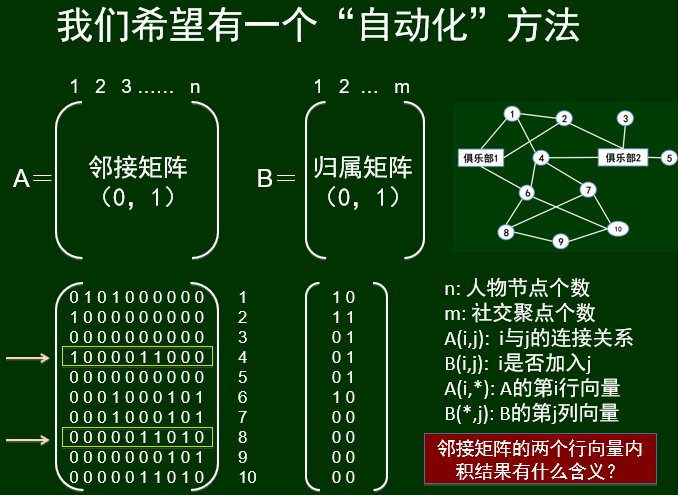 我们希望有一个“自动化”方法
1 2 3 …… n
1 2 … m
A＝
邻接矩阵
（0，1）
B＝
归属矩阵
（0，1）
1
2
3
俱乐部1
4
俱乐部2
5
6
7
8
9
10
0 1 0 1 0 0 0 0 0 0 1 1 0
1 0 0 0 0 0 0 0 0 0 2 1 1
0 0 0 0 0 0 0 0 0 0 3 0 1
1 0 0 0 0 1 1 0 0 0 4 0 1
0 0 0 0 0 0 0 0 0 0 5 0 1
0 0 0 1 0 0 0 1 0 1 6 1 0
0 0 0 1 0 0 0 1 0 1 7 0 0
0 0 0 0 0 1 1 0 1 0 8 0 0
0 0 0 0 0 0 0 1 0 1 9 0 0
0 0 0 0 0 1 1 0 1 0 10 0 0
n: 人物节点个数
m: 社交聚点个数
A(i,j): i与j的连接关系
B(i,j): i是否加入j
A(i,*): A的第i行向量
B(*,j): B的第j列向量
邻接矩阵的两个行向量内
积结果有什么含义？